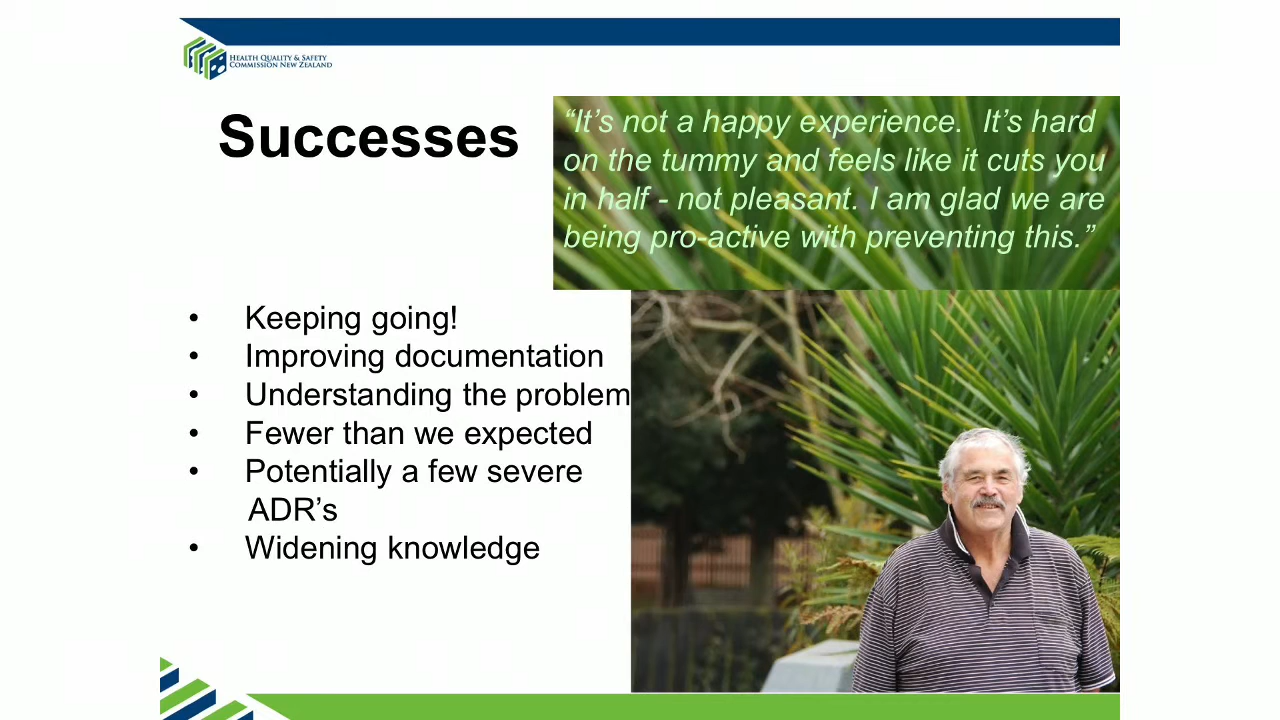 HEALTH QUALITY & SAFETY
COMMISSION NEW ZEALAND
Successes
“It’s not a happy experience.  It’s hard
on the tummy and feels like it cuts you
in half - not pleasant. I am glad we are
being pro-active with preventing this.”
• Keeping going!
• Improving documentation
• Understanding the problem
• Fewer than we expected
• Potentially a few severe
ADR’s
• Widening knowledge